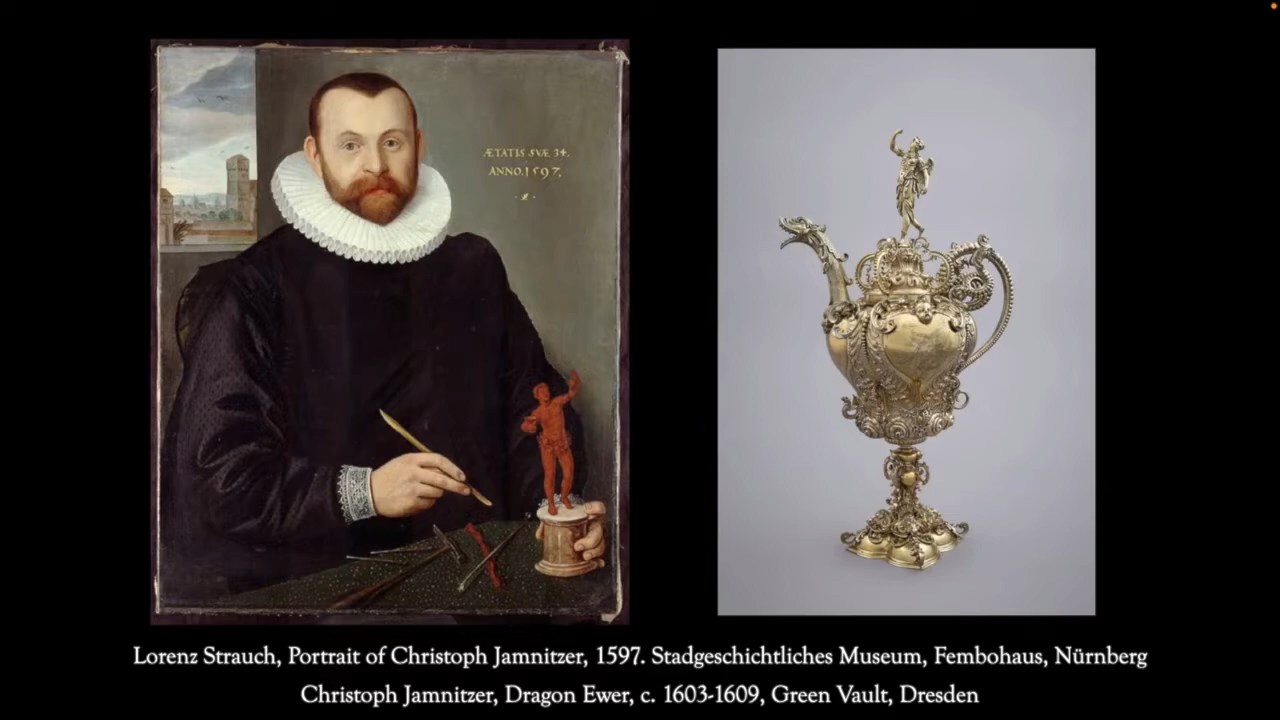 ÆTATIS SVÆ 34.
ANNO.1597.
Lorenz Strauch, Portrait of Christoph Jamnitzer, 1597. Stadgeschichtliches Museum, Fembohaus, Nürnberg
Christoph Jamnitzer, Dragon Ewer, c. 1603-1609, Green Vault, Dresden